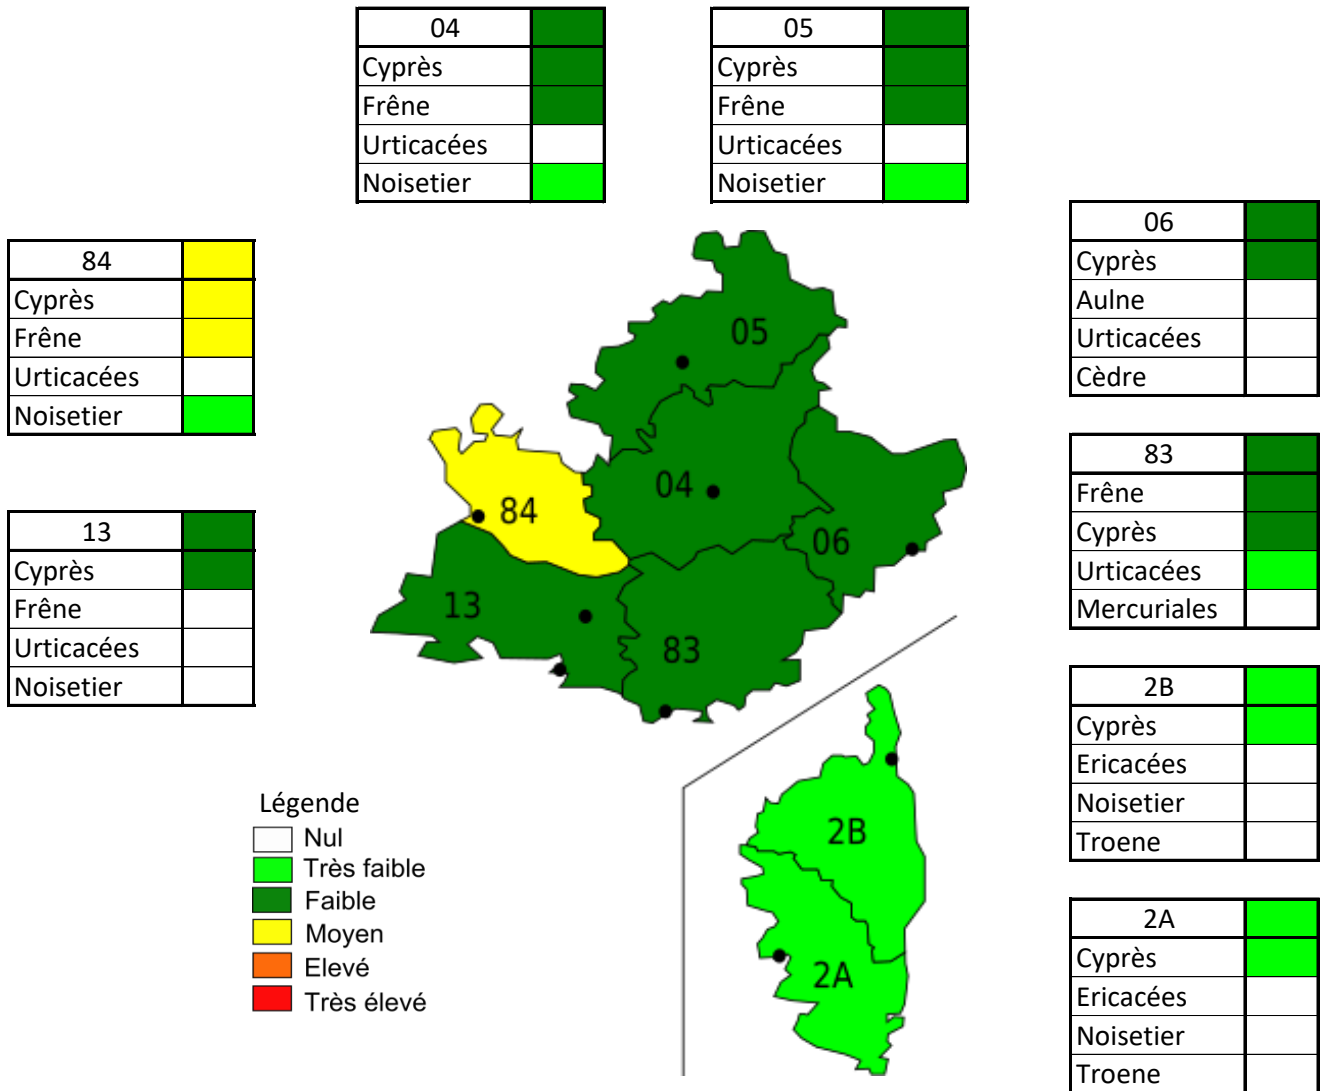 04
Cyprès
Frêne
Urticacées
Noisetier
05
Cyprès
Frêne
Urticacées
Noisetier
84
Cyprès
Frêne
Urticacées
Noisetier
13
Cyprès
Frêne
Urticacées
Noisetier
05
04
84
06
13
83
2B
2A
06
Cyprès
Aulne
Urticacées
Cèdre
83
Frêne
Cyprès
Urticacées
Mercuriales
2B
Cyprès
Ericacées
Noisetier
Troene
2A
Cyprès
Ericacées
Noisetier
Troene
Légende
Nul
Très faible
Faible
Moyen
Elevé
Très élevé